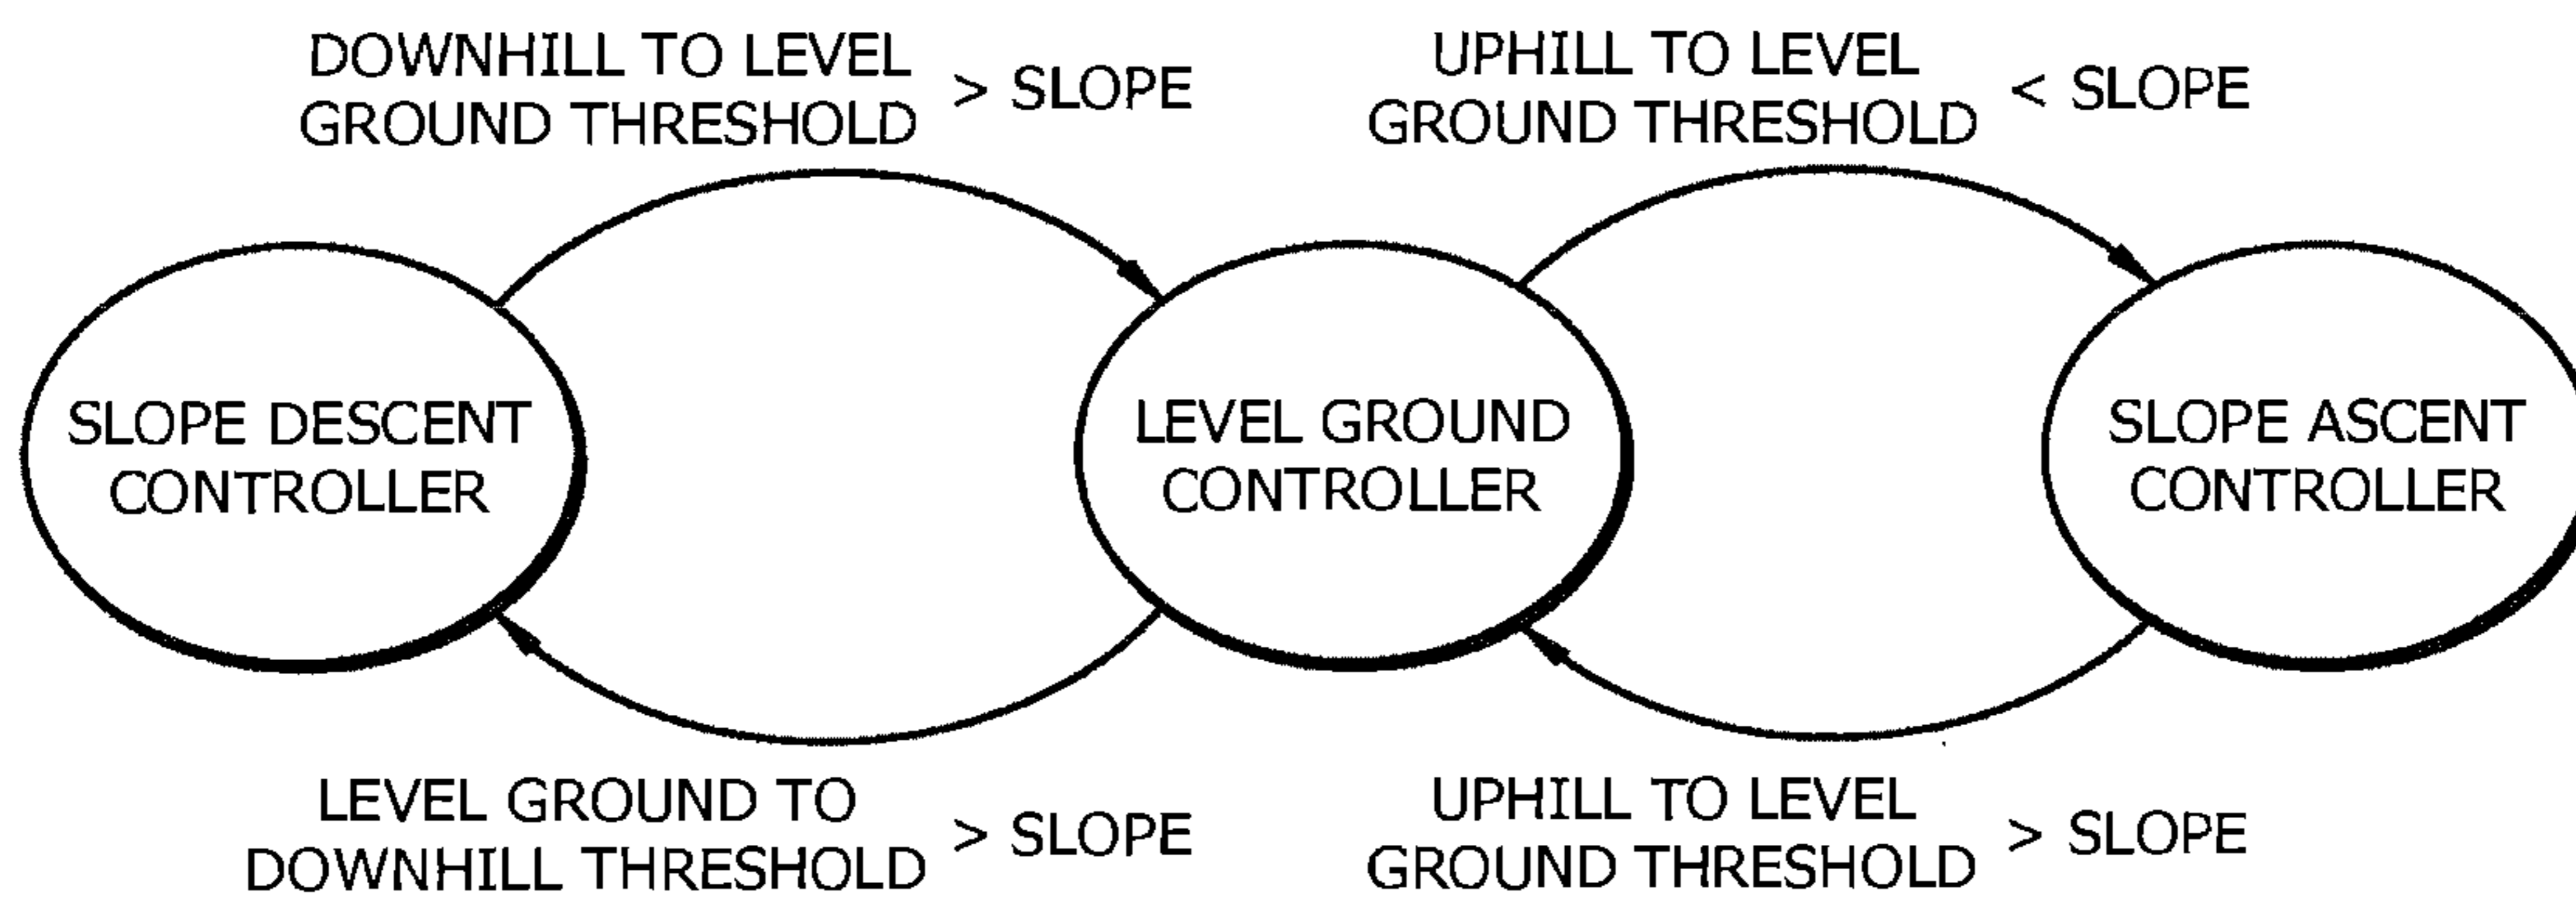 DOWNHILL TO LEVEL
GROUND THRESHOLD > SLOPE
UPHILL TO LEVEL
GROUND THRESHOLD < SLOPE
SLOPE DESCENT
CONTROLLER
LEVEL GROUND
CONTROLLER
SLOPE ASCENT
CONTROLLER
LEVEL GROUND TO
DOWNHILL THRESHOLD > SLOPE
UPHILL TO LEVEL
GROUND THRESHOLD > SLOPE